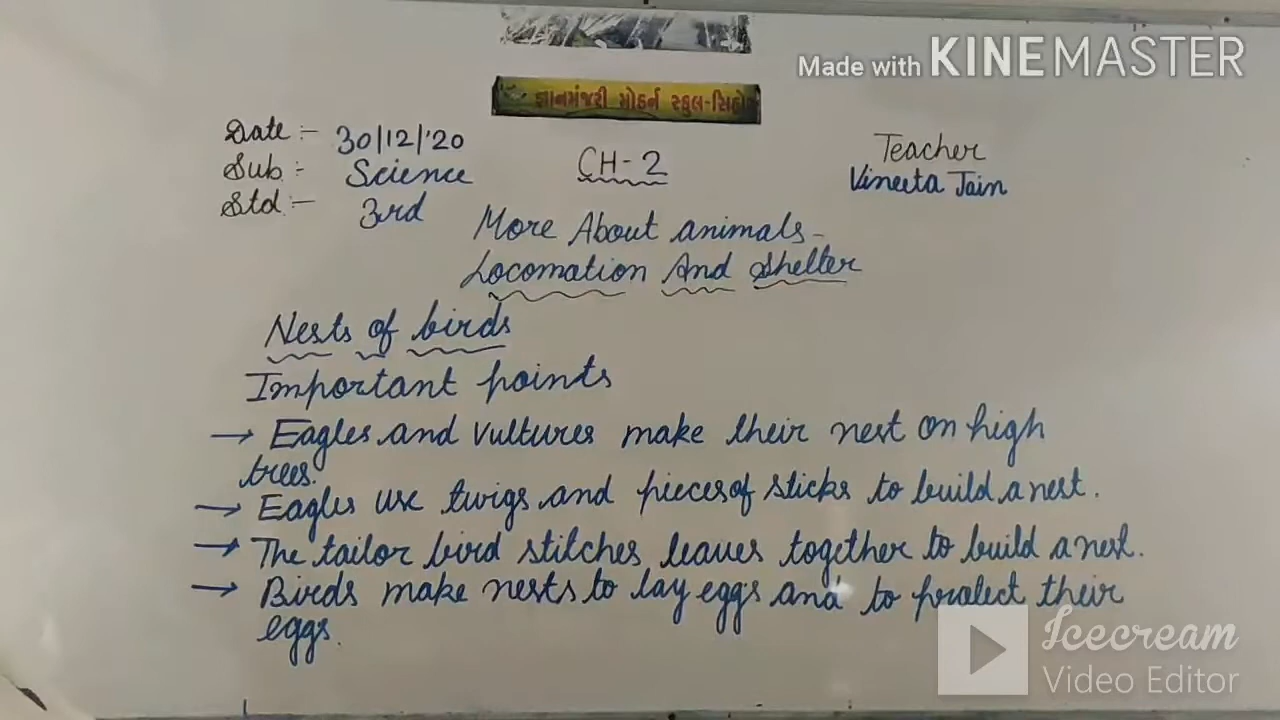 Made with KINEMASTER
જ્ઞાનમંજરી મોડર્ન સ્કુલ-સિહોર
Date :- 30/12/'20
Sub :- Science
Std :- 3rd
CH-2
Teacher
Vineeta Jain
More About animals-
Locomation And Shelter
Nests of birds
Important points
→ Eagles and vultures make their nest on high
trees.
→ Eagles use twigs and pieces of sticks to build a nest.
→ The tailor bird stitches leaves together to build a nest.
→ Birds make nests to lay eggs and to protect their
eggs.
Icecream
Video Editor